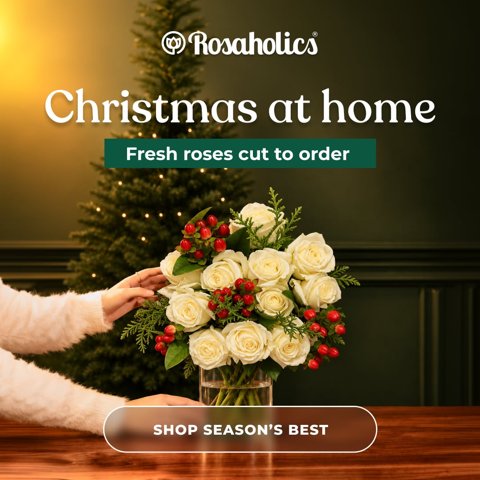 Rosaholics®
Christmas at home
Fresh roses cut to order
SHOP SEASON'S BEST